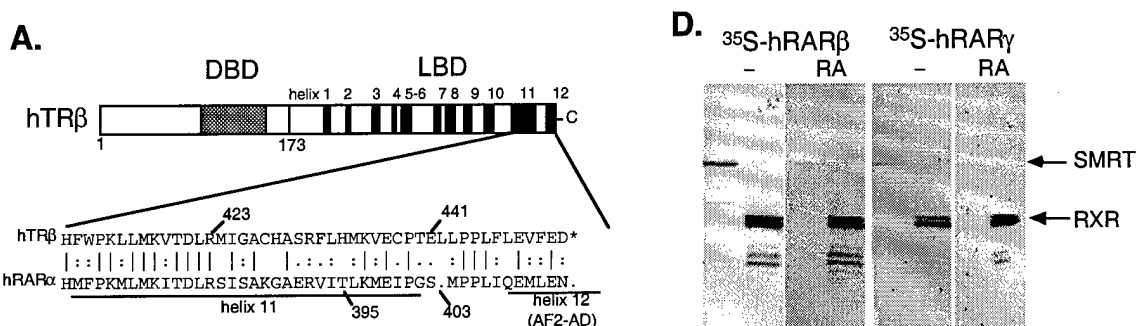 A.
DBD LBD
helix 1 2 3 4 5-6 7 8 9 10 11 12
hTRβ C
1 173
423 441
hTRβ HFWPKLLMKVTDLRMIGACHASRFLHMKVECPTELLPPLFLEVFED*
hRARα HMFPKMLMKITDLRSISAKGAERVITLKMEIPGS.MPPLIQEMLEN.
helix 11 395 403 helix 12
(AF2-AD)
D.
³⁵S-hRARβ ³⁵S-hRARγ
– RA – RA
SMRT
RXR